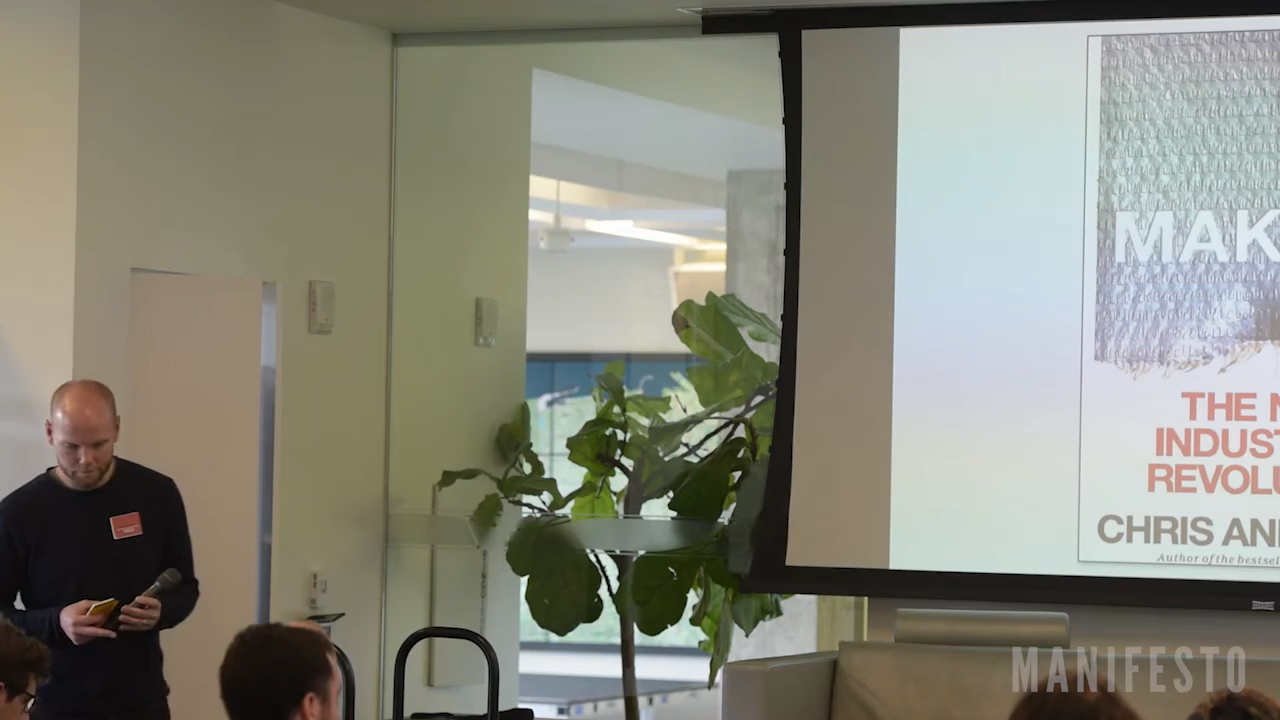 MAK
THE N
INDUST
REVOLU
CHRIS AN
Author of the bestsel
MANIFESTO